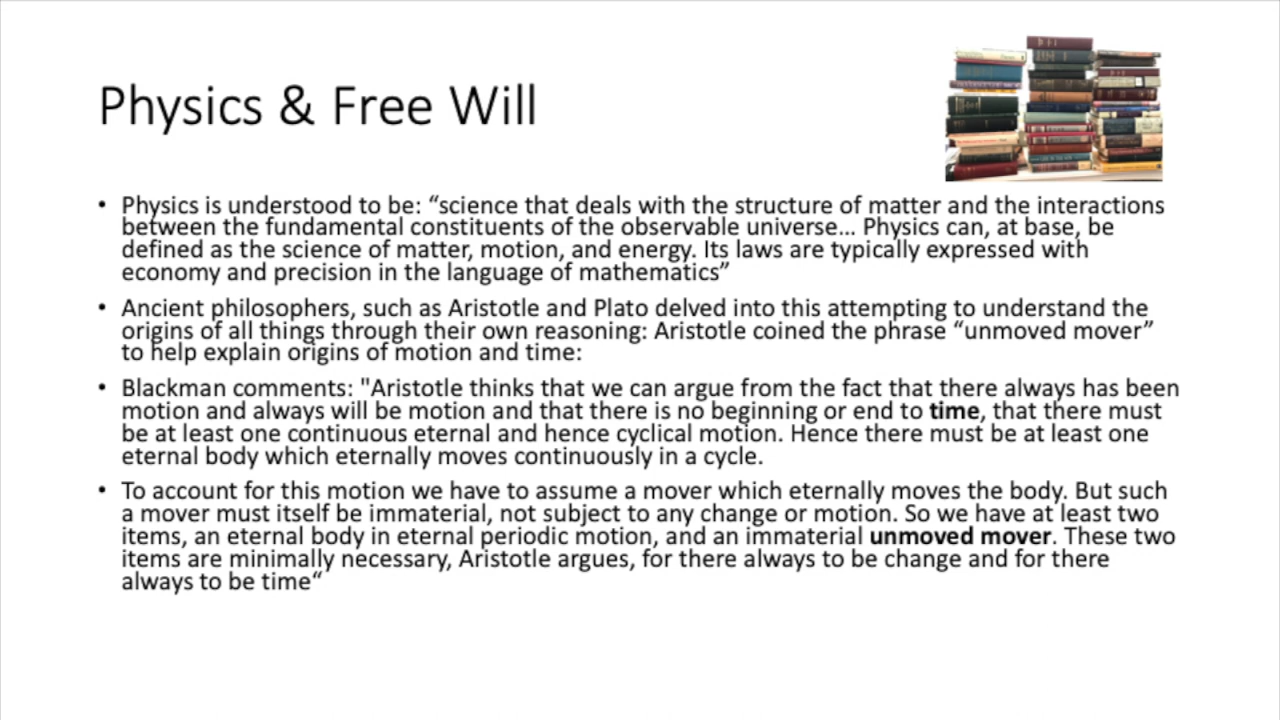 Physics & Free Will
• Physics is understood to be: “science that deals with the structure of matter and the interactions
between the fundamental constituents of the observable universe… Physics can, at base, be
defined as the science of matter, motion, and energy. Its laws are typically expressed with
economy and precision in the language of mathematics”
• Ancient philosophers, such as Aristotle and Plato delved into this attempting to understand the
origins of all things through their own reasoning: Aristotle coined the phrase “unmoved mover”
to help explain origins of motion and time:
• Blackman comments: "Aristotle thinks that we can argue from the fact that there always has been
motion and always will be motion and that there is no beginning or end to time, that there must
be at least one continuous eternal and hence cyclical motion. Hence there must be at least one
eternal body which eternally moves continuously in a cycle.
• To account for this motion we have to assume a mover which eternally moves the body. But such
a mover must itself be immaterial, not subject to any change or motion. So we have at least two
items, an eternal body in eternal periodic motion, and an immaterial unmoved mover. These two
items are minimally necessary, Aristotle argues, for there always to be change and for there
always to be time“